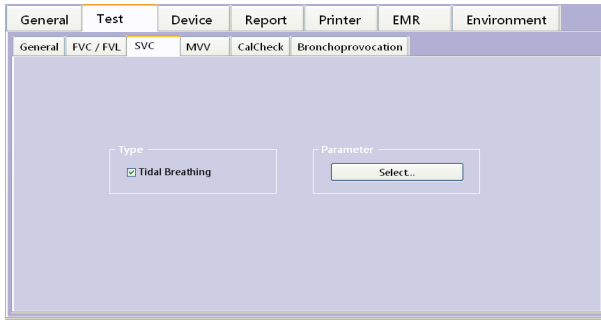 General Test Device Report Printer EMR Environment
General FVC / FVL SVC MVV CalCheck Bronchoprovocation
Type Parameter
Tidal Breathing Select...